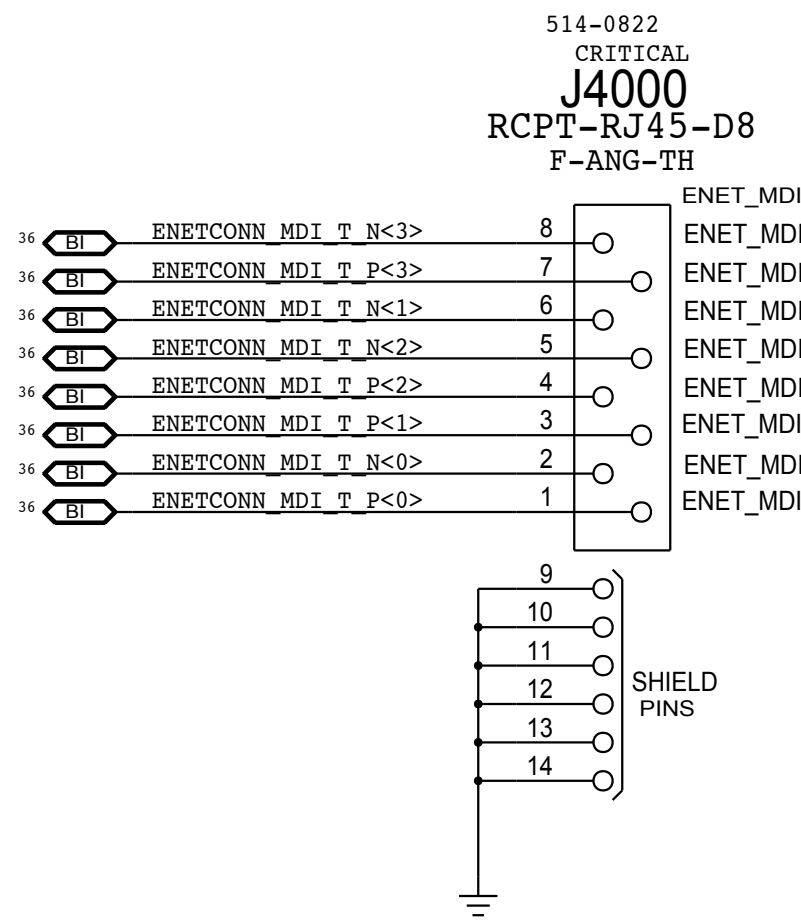 514-0822
CRITICAL
J4000
RCPT-RJ45-D8
F-ANG-TH
ENET_MDI
36 BI ENETCONN_MDI_T_N<3> 8 ENET_MDI
36 BI ENETCONN_MDI_T_P<3> 7 ENET_MDI
36 BI ENETCONN_MDI_T_N<1> 6 ENET_MDI
36 BI ENETCONN_MDI_T_N<2> 5 ENET_MDI
36 BI ENETCONN_MDI_T_P<2> 4 ENET_MDI
36 BI ENETCONN_MDI_T_P<1> 3 ENET_MDI
36 BI ENETCONN_MDI_T_N<0> 2 ENET_MDI
36 BI ENETCONN_MDI_T_P<0> 1 ENET_MDI
9
10
11
12
SHIELD
PINS
13
14